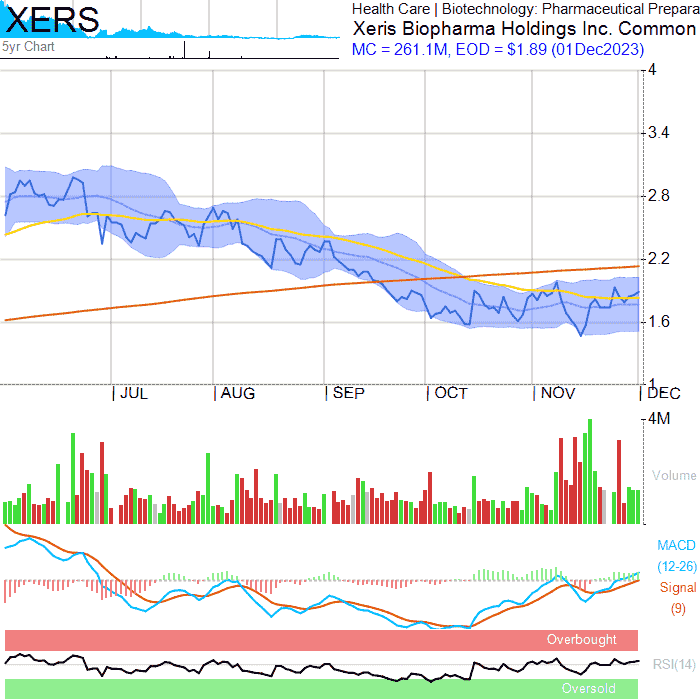 XERS
5yr Chart
Health Care | Biotechnology: Pharmaceutical Prepara
Xeris Biopharma Holdings Inc. Common
MC = 261.1M, EOD = $1.89 (01Dec2023)
4
3.4
2.8
2.2
1.6
1
JUL
AUG
SEP
OCT
NOV
DEC
4M
Volume
MACD
(12-26)
Signal
(9)
Overbought
RSI(14)
Oversold